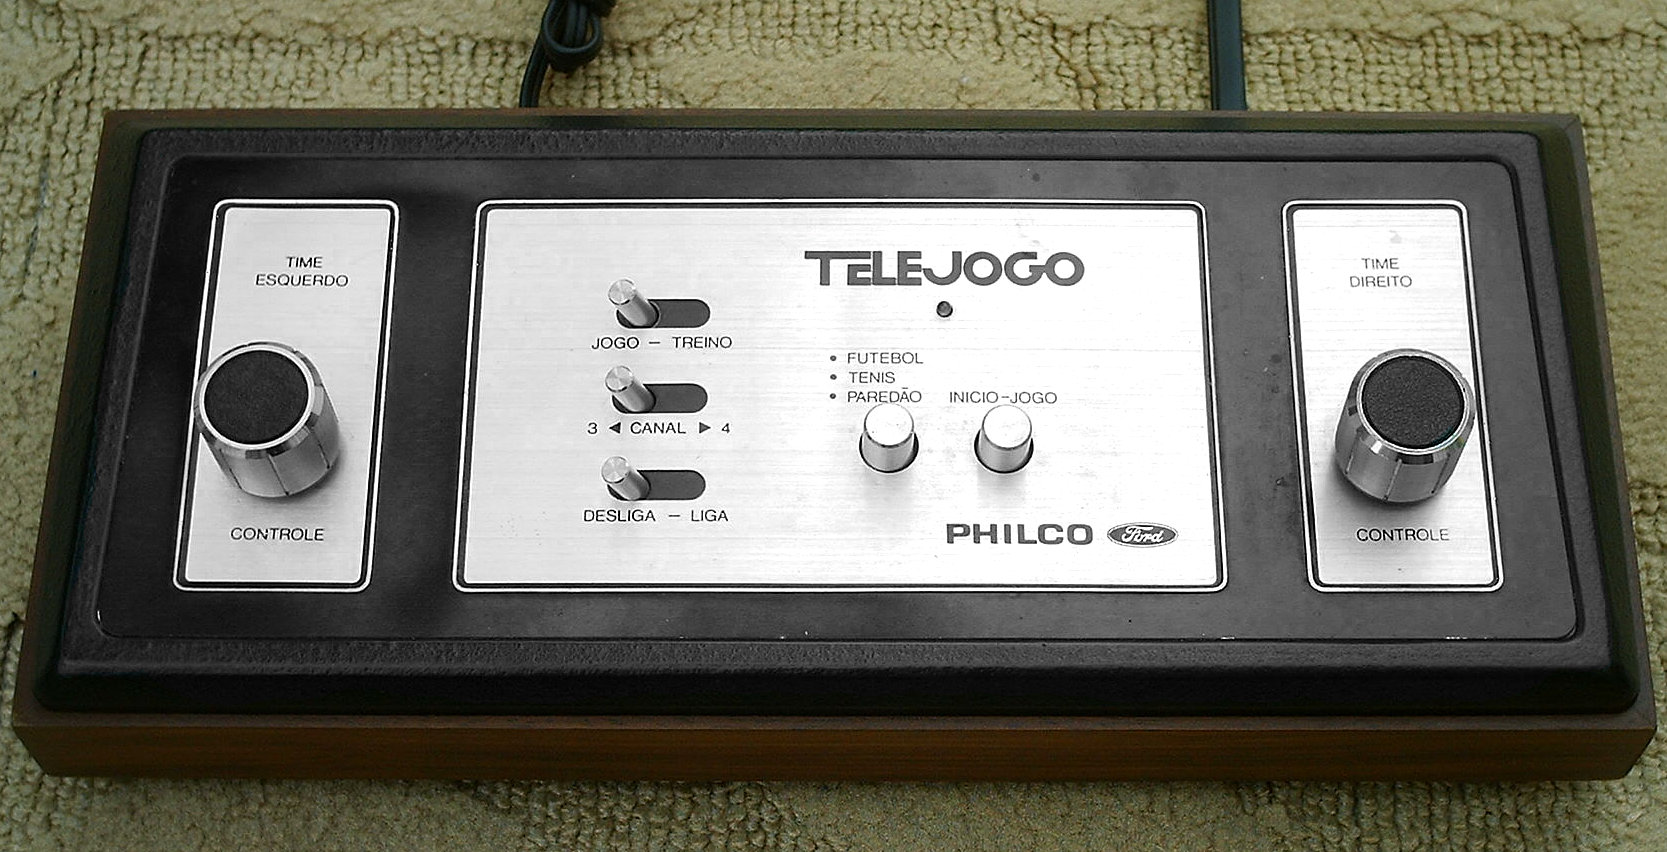 TIME
ESQUERDO
CONTROLE
TELEJOGO
JOGO – TREINO
3 ◀ CANAL ▶ 4
DESLIGA – LIGA
• FUTEBOL
• TENIS
• PAREDÃO
INICIO-JOGO
PHILCO Ford
TIME
DIREITO
CONTROLE